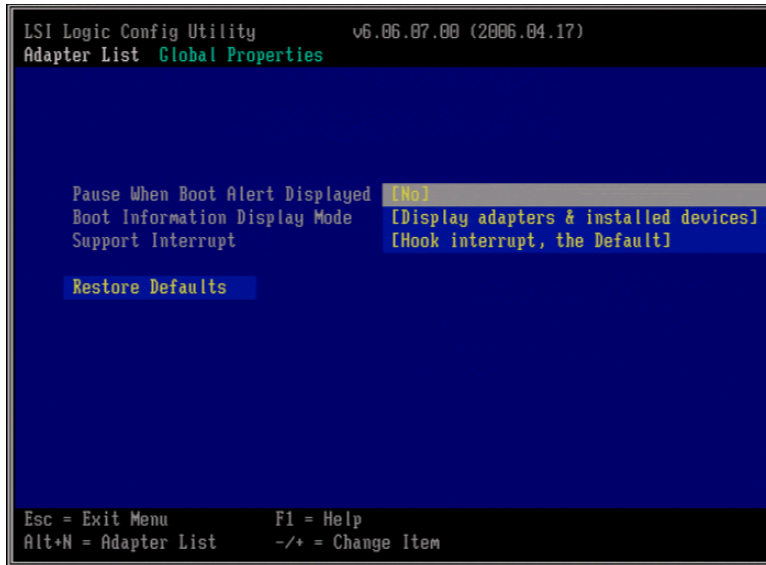 LSI Logic Config Utility v6.06.07.00 (2006.04.17)
Adapter List Global Properties
Pause When Boot Alert Displayed [No]
Boot Information Display Mode [Display adapters & installed devices]
Support Interrupt [Hook interrupt, the Default]
Restore Defaults
Esc = Exit Menu F1 = Help
Alt+N = Adapter List -/+ = Change Item